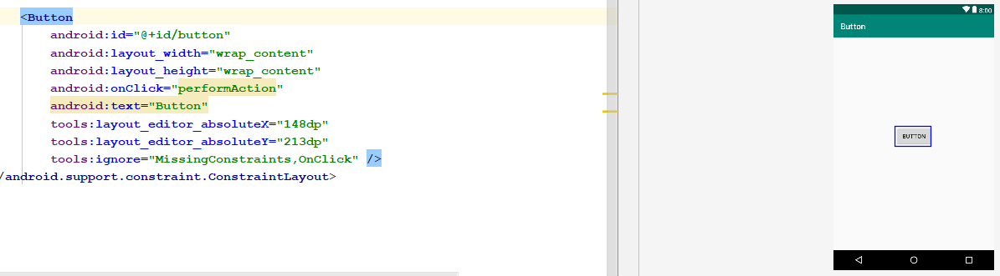 <Button
android:id="@+id/button"
android:layout_width="wrap_content"
android:layout_height="wrap_content"
android:onClick="performAction"
android:text="Button"
tools:layout_editor_absoluteX="148dp"
tools:layout_editor_absoluteY="213dp"
tools:ignore="MissingConstraints,OnClick" />
/android.support.constraint.ConstraintLayout>
8:00
Button
BUTTON